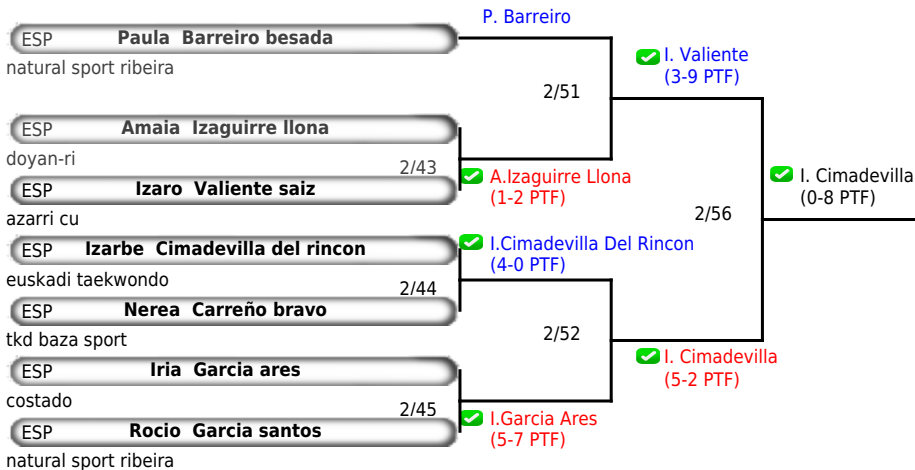 P. Barreiro
ESP Paula Barreiro besada
natural sport ribeira
I. Valiente
(3-9 PTF)
2/51
ESP Amaia Izaguirre llona
doyan-ri
2/43
A.Izaguirre Llona
(1-2 PTF)
ESP Izaro Valiente saiz
azarri cu
I. Cimadevilla
(0-8 PTF)
2/56
ESP Izarbe Cimadevilla del rincon
euskadi taekwondo
I.Cimadevilla Del Rincon
(4-0 PTF)
2/44
ESP Nerea Carreño bravo
tkd baza sport
2/52
I. Cimadevilla
(5-2 PTF)
ESP Iria Garcia ares
costado
2/45
I.Garcia Ares
(5-7 PTF)
ESP Rocio Garcia santos
natural sport ribeira